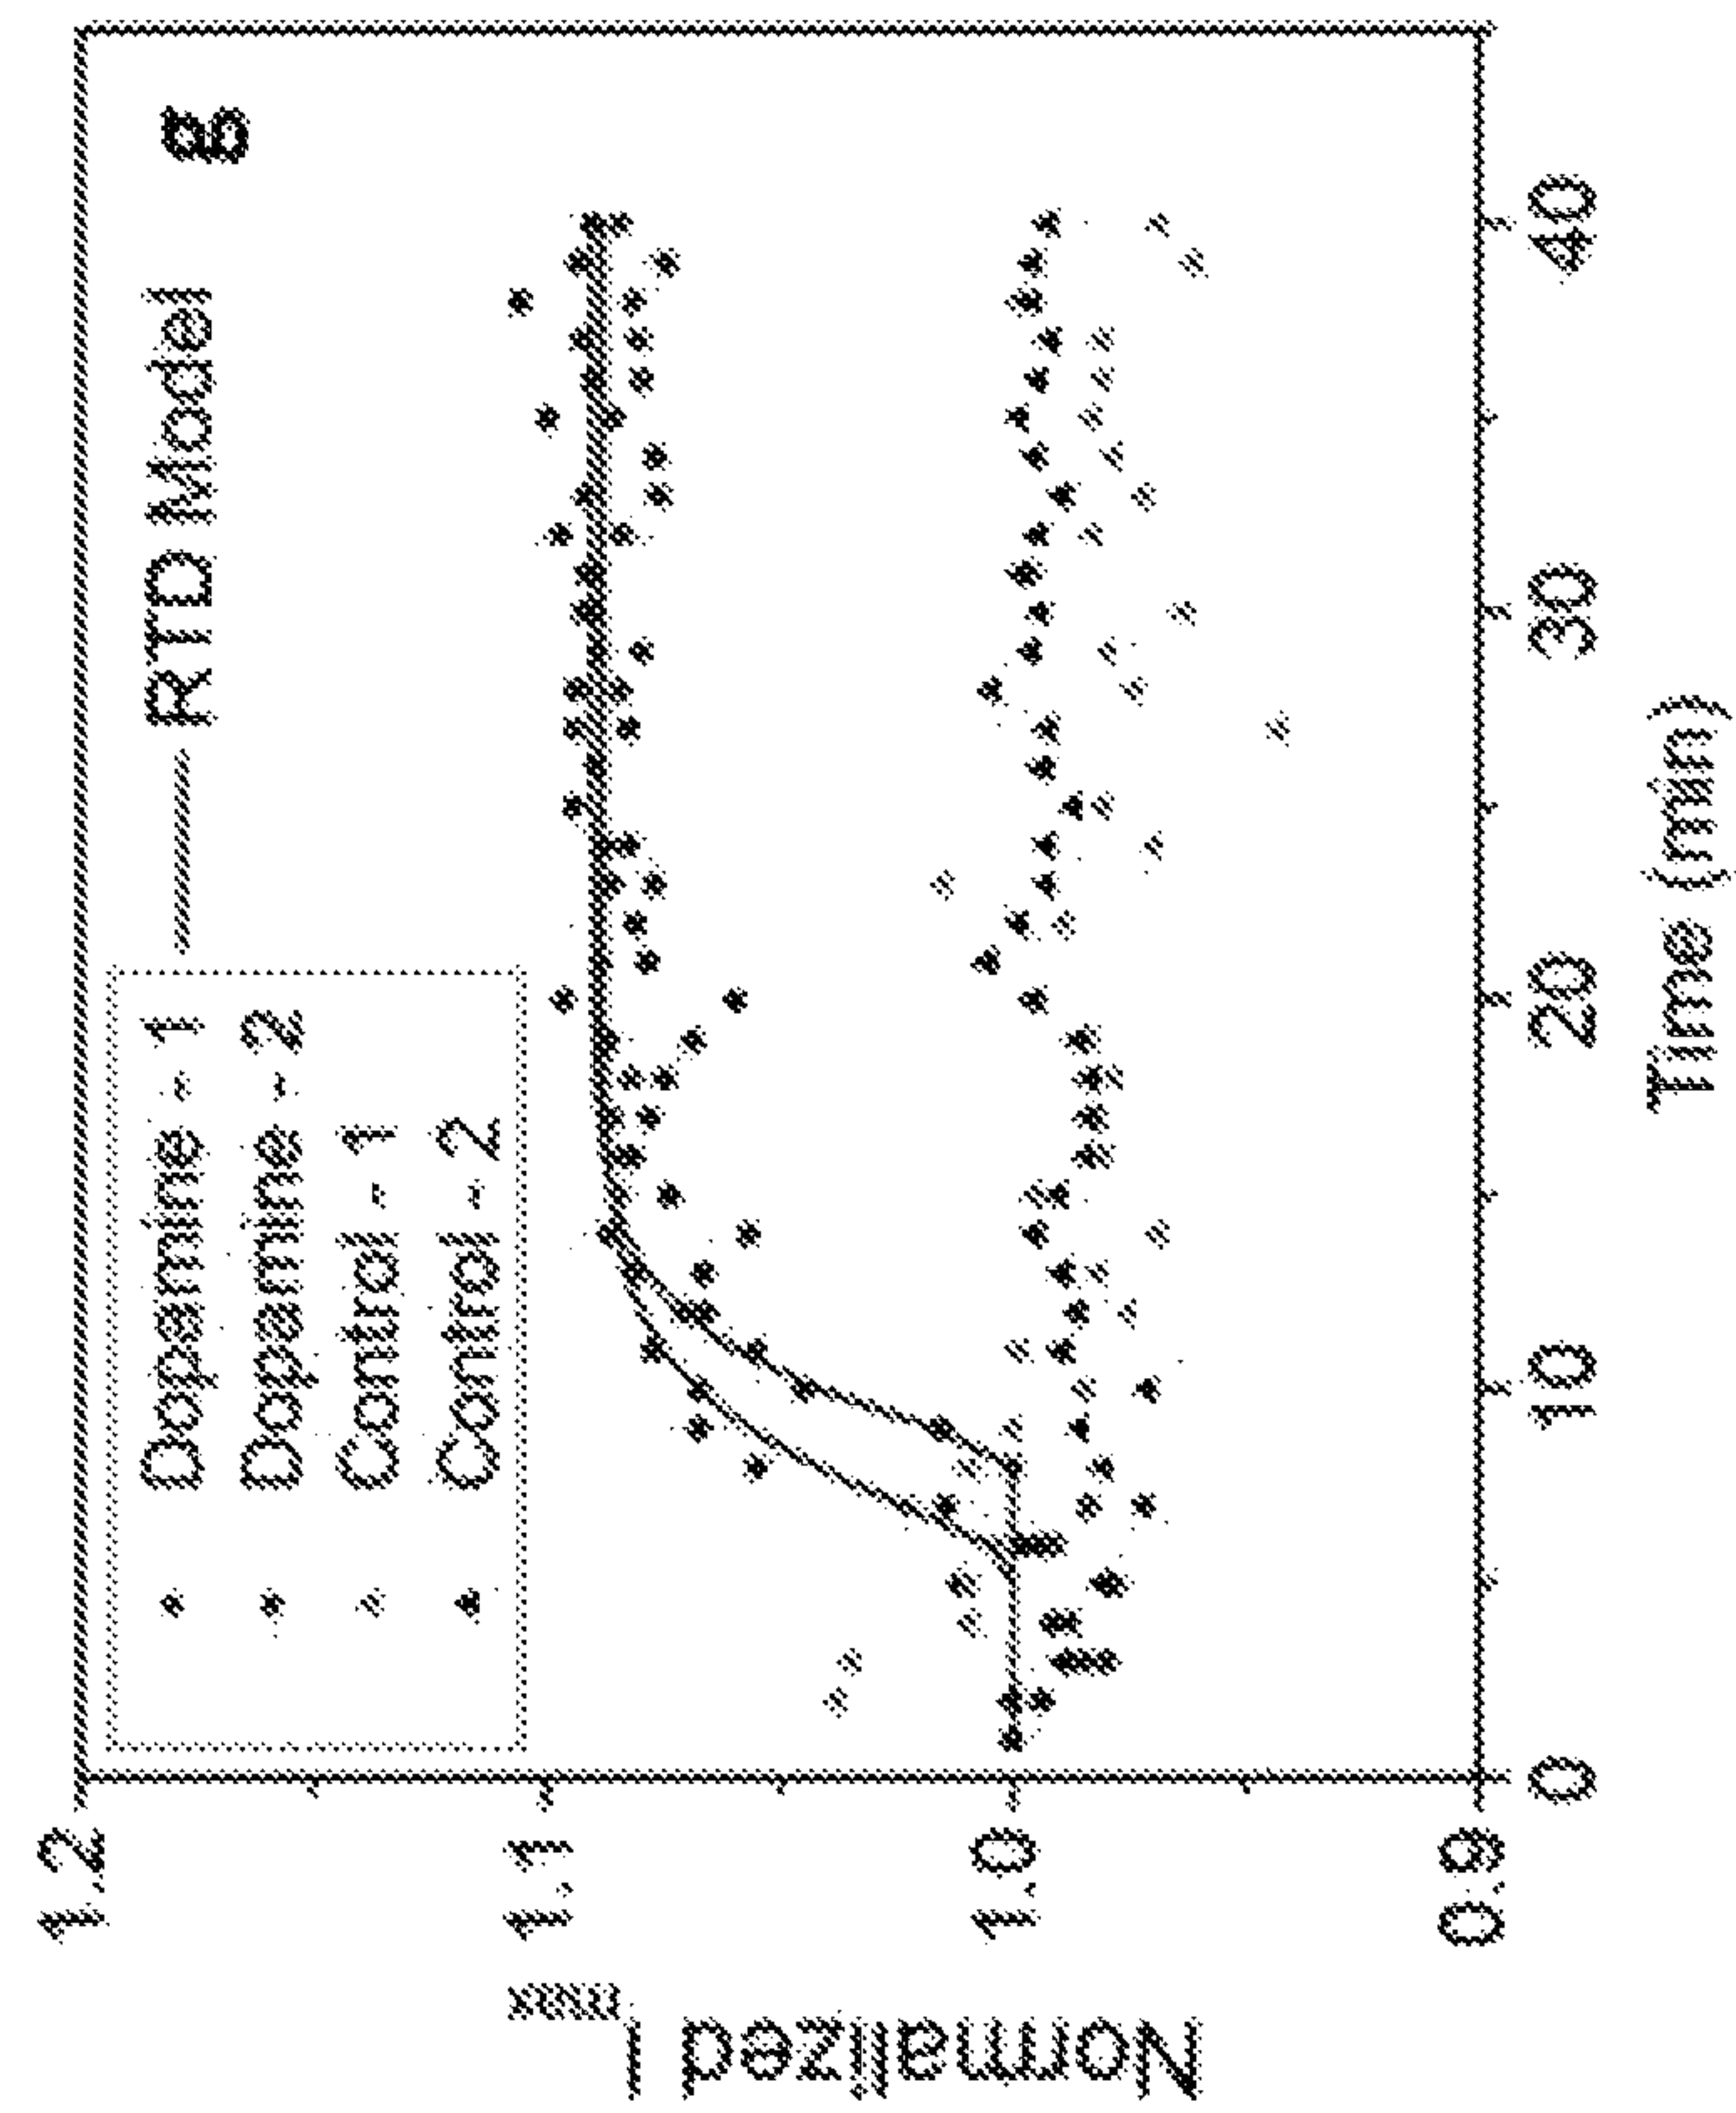 g
RTD Model
Dopamine - 1
Dopamine - 2
Control - 1
Control - 2
1.2
1.1
1.0
0.9
Normalized I
0
10
20
30
40
Time (min)